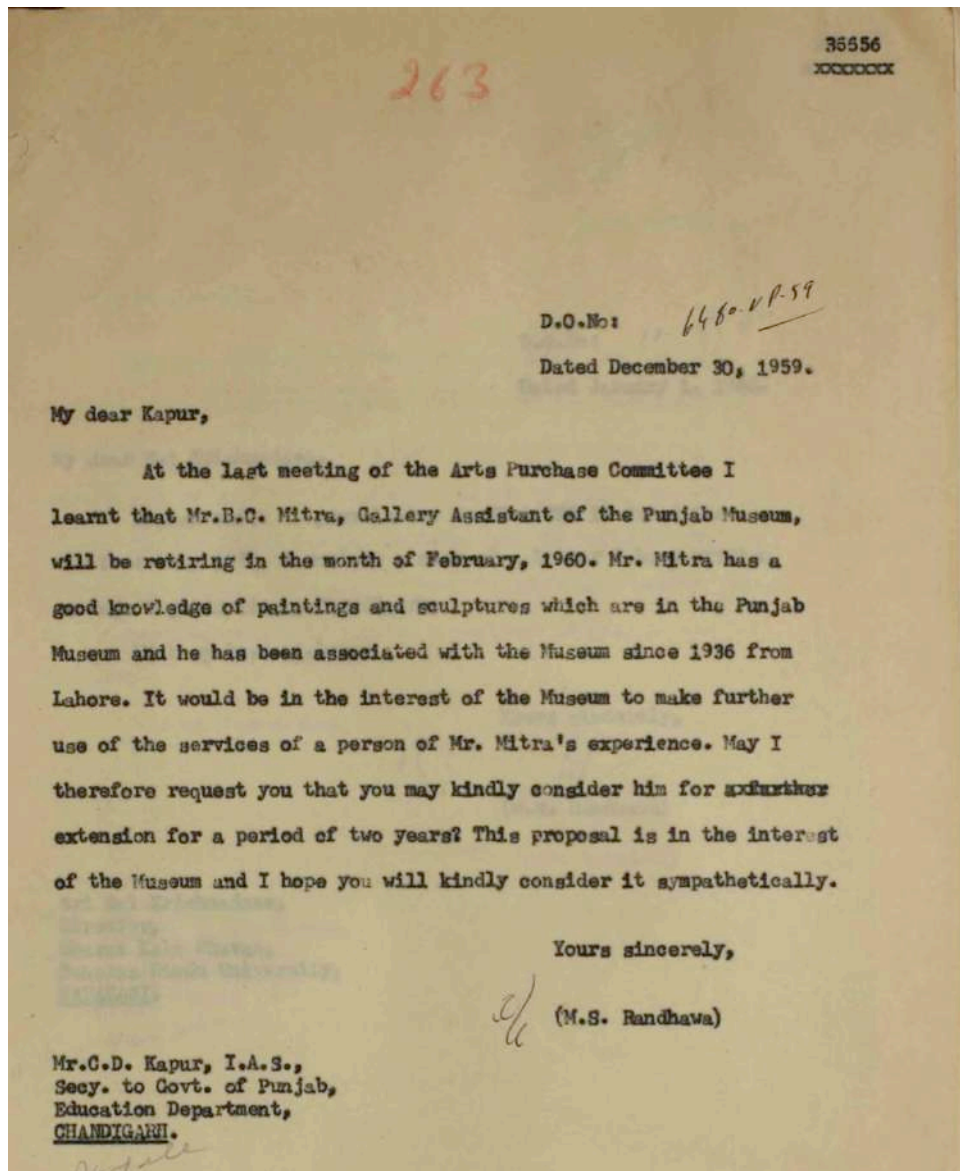 36656
xxxxxxxx
263
D.O.No: 6480-VP-59
Dated December 30, 1959.
My dear Kapur,
At the last meeting of the Arts Purchase Committee I
learnt that Mr.B.C. Mitra, Gallery Assistant of the Punjab Museum,
will be retiring in the month of February, 1960. Mr. Mitra has a
good knowledge of paintings and sculptures which are in the Punjab
Museum and he has been associated with the Museum since 1936 from
Lahore. It would be in the interest of the Museum to make further
use of the services of a person of Mr. Mitra's experience. May I
therefore request you that you may kindly consider him for
extension for a period of two years? This proposal is in the interest
of the Museum and I hope you will kindly consider it sympathetically.
Yours sincerely,
(M.S. Randhawa)
Mr.C.D. Kapur, I.A.S.,
Secy. to Govt. of Punjab,
Education Department,
CHANDIGARH.